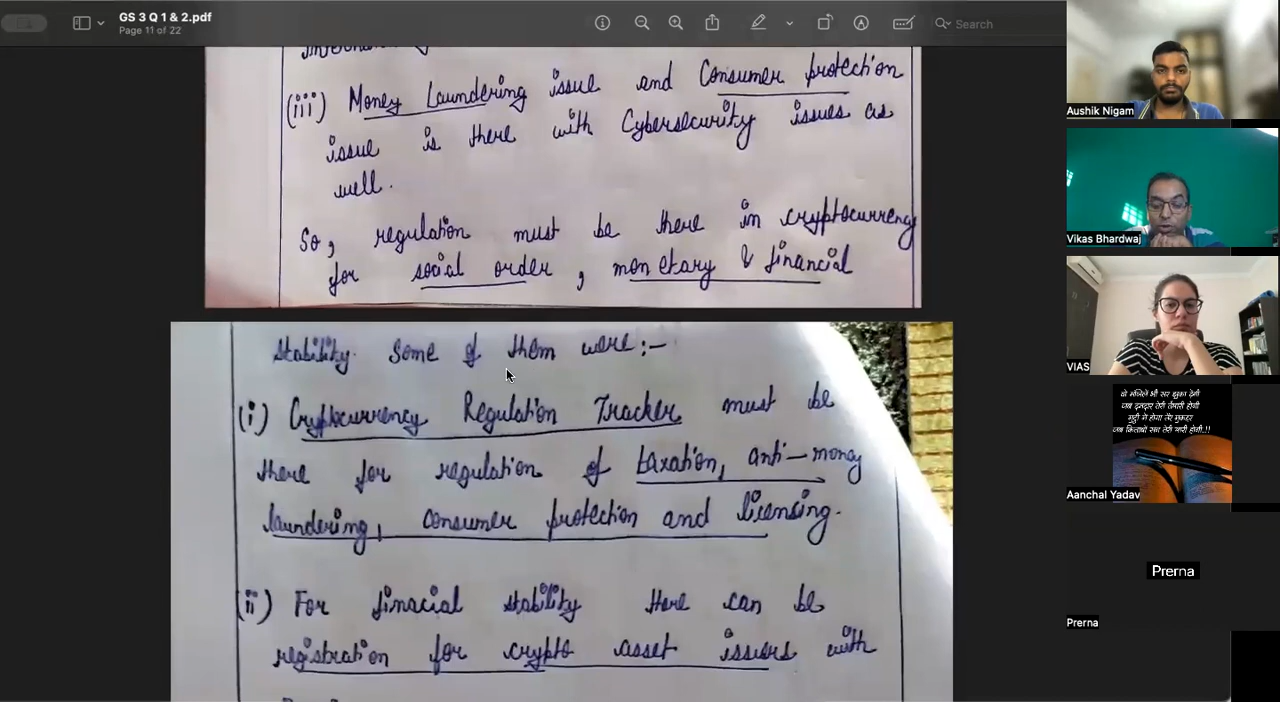 GS 3 Q 1 & 2.pdf
Page 11 of 22
Search
(iii) Money Laundering issue and Consumer protection
issue is there with Cybersecurity issues as
well.
So, regulation must be there in cryptocurrency
for social order, monetary & financial
stability. Some of them were:-
(i) Cryptocurrency Regulation Tracker must be
there for regulation of taxation, anti-money
laundering, consumer protection and licensing.
(ii) For finacial stability there can be
registration for crypto asset issuers with
Aushik Nigam
Vikas Bhardwaj
VIAS
Aanchal Yadav
Prerna
Prerna